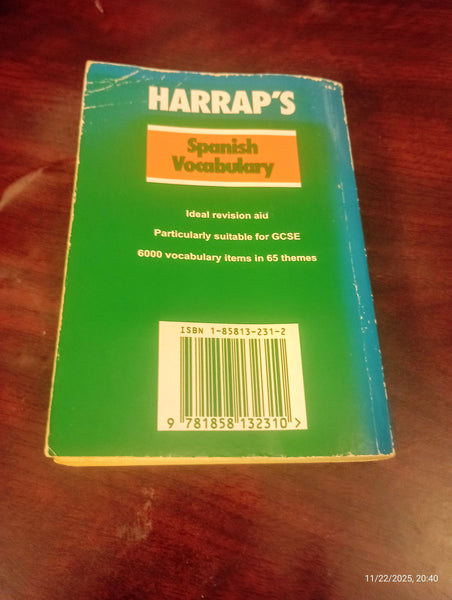 HARRAP'S
Spanish
Vocabulary
Ideal revision aid
Particularly suitable for GCSE
6000 vocabulary items in 65 themes
ISBN 1-85813-231-2
9 781858 132310 >
11/22/2025, 20:40